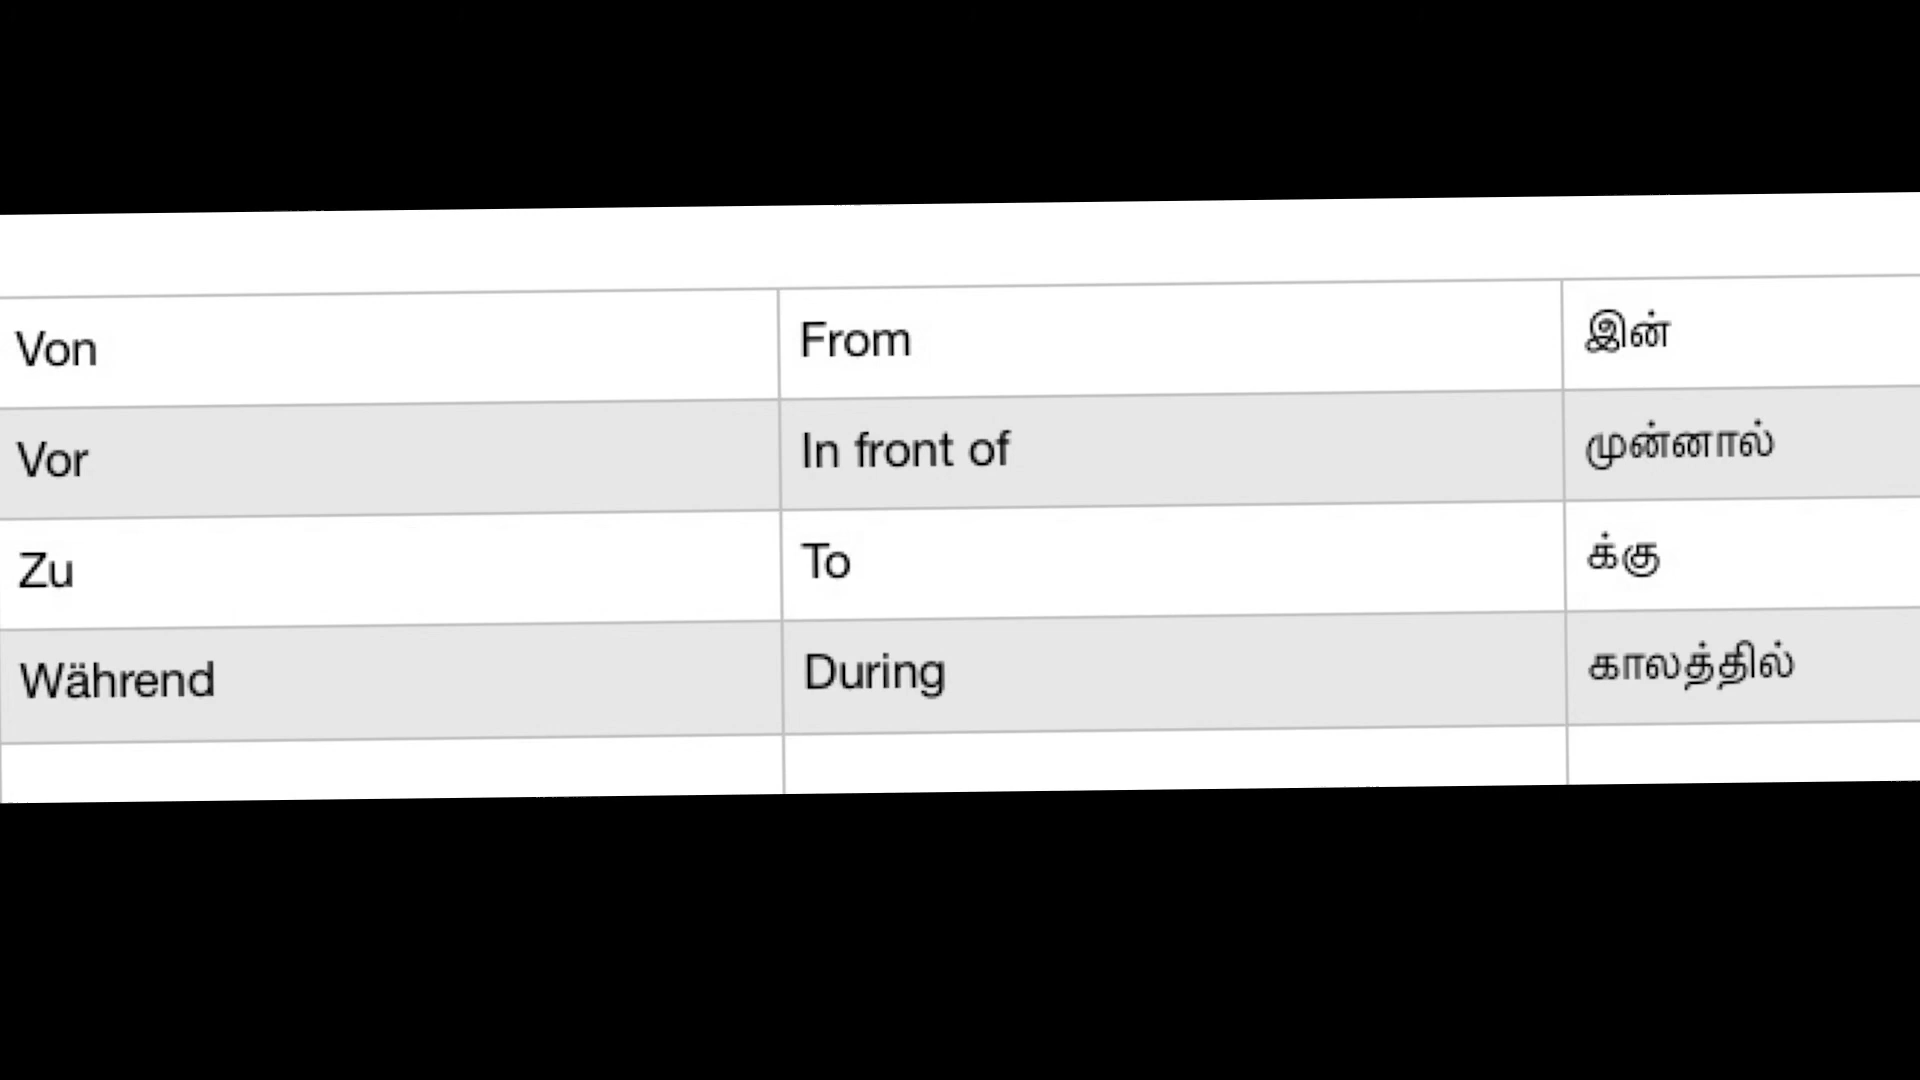 Von From இன்
Vor In front of முன்னால்
Zu To க்கு
Während During காலத்தில்